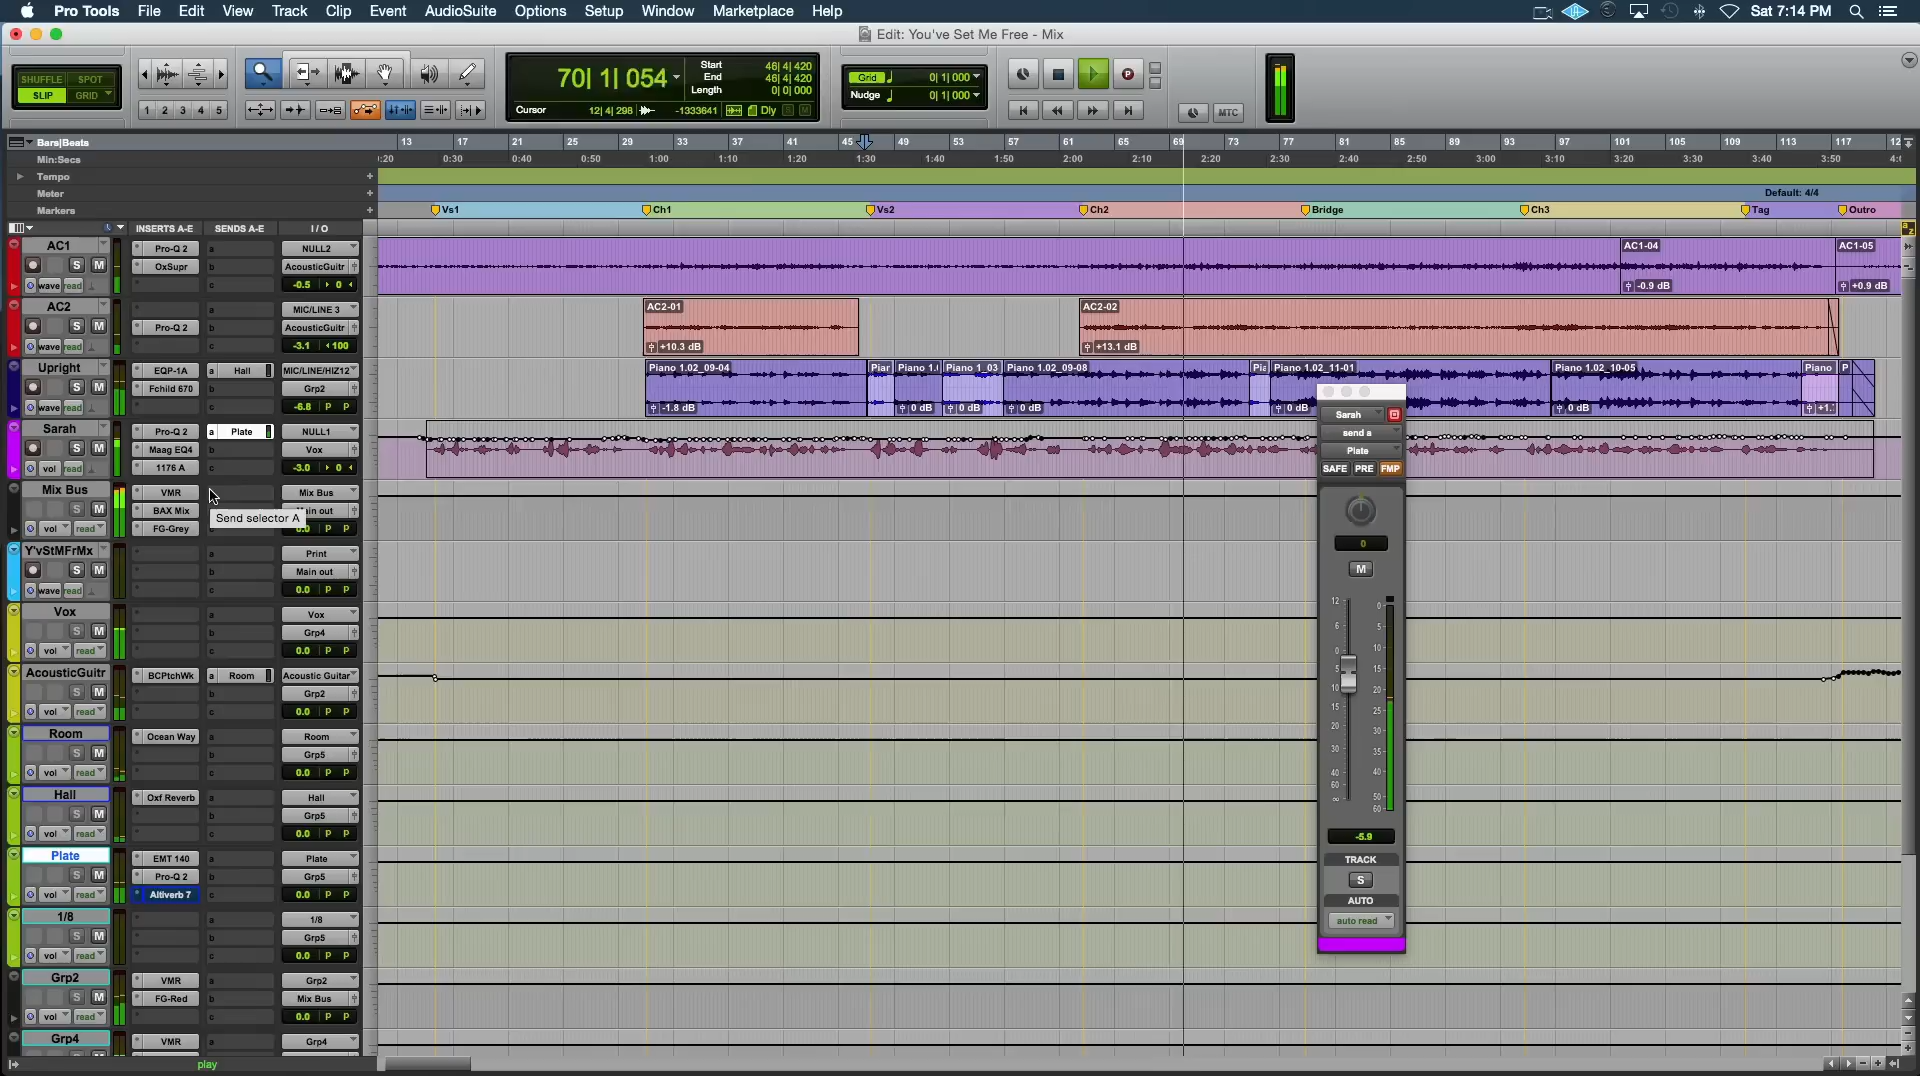 Pro Tools File Edit View Track Clip Event AudioSuite Options Setup Window Marketplace Help Sat 7:14 PM
Edit: You've Set Me Free - Mix
SHUFFLE SPOT
SLIP GRID
1 2 3 4 5
70| 1| 054
Start 46| 4| 420
End 46| 4| 420
Length 0| 0| 000
Cursor 12| 4| 298 -1333641 Dly
Grid 0| 1| 000
Nudge 0| 1| 000
MTC
Bars|Beats 13 17 21 25 29 33 37 41 45 49 53 57 61 65 69 73 77 81 85 89 93 97 101 105 109 113 117 12
Min:Secs :20 0:30 0:40 0:50 1:00 1:10 1:20 1:30 1:40 1:50 2:00 2:10 2:20 2:30 2:40 2:50 3:00 3:10 3:20 3:30 3:40 3:50 4:
Tempo
Meter Default: 4/4
Markers Vs1 Ch1 Vs2 Ch2 Bridge Ch3 Tag Outro
INSERTS A-E SENDS A-E I / O
AC1 Pro-Q 2 a NULL2 AC1-04 AC1-05
S M OxSupr b AcousticGuitr
wave read c -0.5 0 -0.9 dB +0.9 dB
AC2 a MIC/LINE 3 AC2-01 AC2-02
S M Pro-Q 2 b AcousticGuitr
wave read c -3.1 100 +10.3 dB +13.1 dB
Upright EQP-1A a Hall MIC/LINE/HIZ12 Piano 1.02_09-04 Piar Piano 1.( Piano 1_03 Piano 1.02_09-08 Pia Piano 1.02_11-01 Piano 1.02_10-05 Piano P
S M Fchild 670 b Grp2
wave read c -6.8 P P -1.8 dB 0 dB 0 dB 0 dB 0 dB 0 dB +1.
Sarah Pro-Q 2 a Plate NULL1
S M Maag EQ4 b Vox
vol read 1176 A c -3.0 0
Mix Bus VMR Mix Bus
S M BAX Mix in out
vol read FG-Grey 0.0 P P
Send selector A
Y'vStMFrMx a Print
S M b Main out
wave read c 0.0 P P
Vox a Vox
S M b Grp4
vol read c 0.0 P P
AcousticGuitr BCPtchWk a Room Acoustic Guitar
S M b Grp2
vol read c 0.0 P P
Room Ocean Way a Room
S M b Grp5
vol read c 0.0 P P
Hall Oxf Reverb a Hall
S M b Grp5
vol read c 0.0 P P
Plate EMT 140 a Plate
S M Pro-Q 2 b Grp5
vol read Altiverb 7 c 0.0 P P
1/8 a 1/8
S M b Grp5
vol read c 0.0 P P
Grp2 VMR a Grp2
S M FG-Red b Mix Bus
vol read c 0.0 P P
Grp4 VMR a Grp4
play
Sarah
send a
Plate
SAFE PRE FMP
0
M
12 0
6 5
0 10
5 15
10 20
15 25
20 30
30 35
40 40
60 50
∞ 60
-5.9
TRACK
S
AUTO
auto read